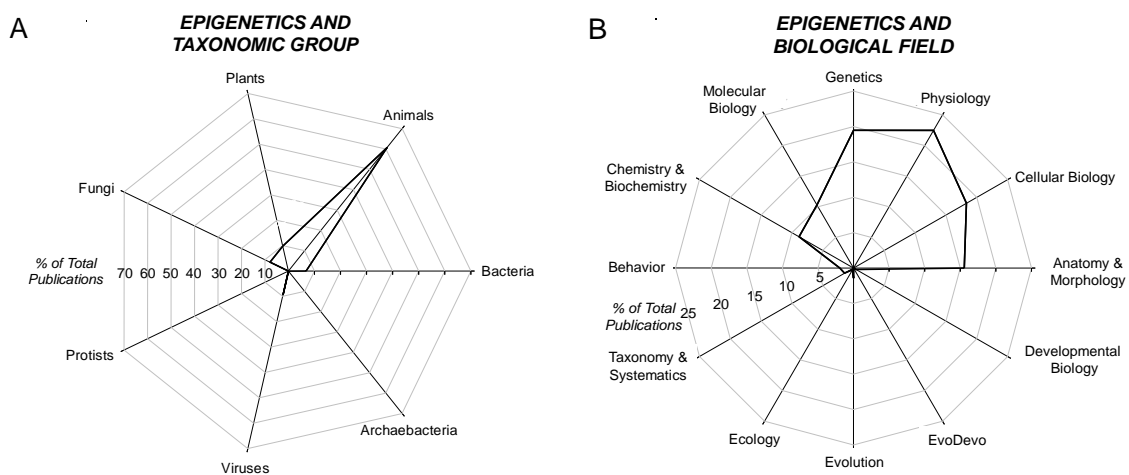 A
EPIGENETICS AND
TAXONOMIC GROUP
Plants
Animals
Fungi
% of Total
Publications
70 60 50 40 30 20 10
Bacteria
Protists
Archaebacteria
Viruses
B
EPIGENETICS AND
BIOLOGICAL FIELD
Genetics
Molecular
Biology
Physiology
Chemistry &
Biochemistry
Cellular Biology
Behavior
Anatomy &
Morphology
% of Total
Publications
25 20 15 10 5
Taxonomy &
Systematics
Developmental
Biology
Ecology
EvoDevo
Evolution